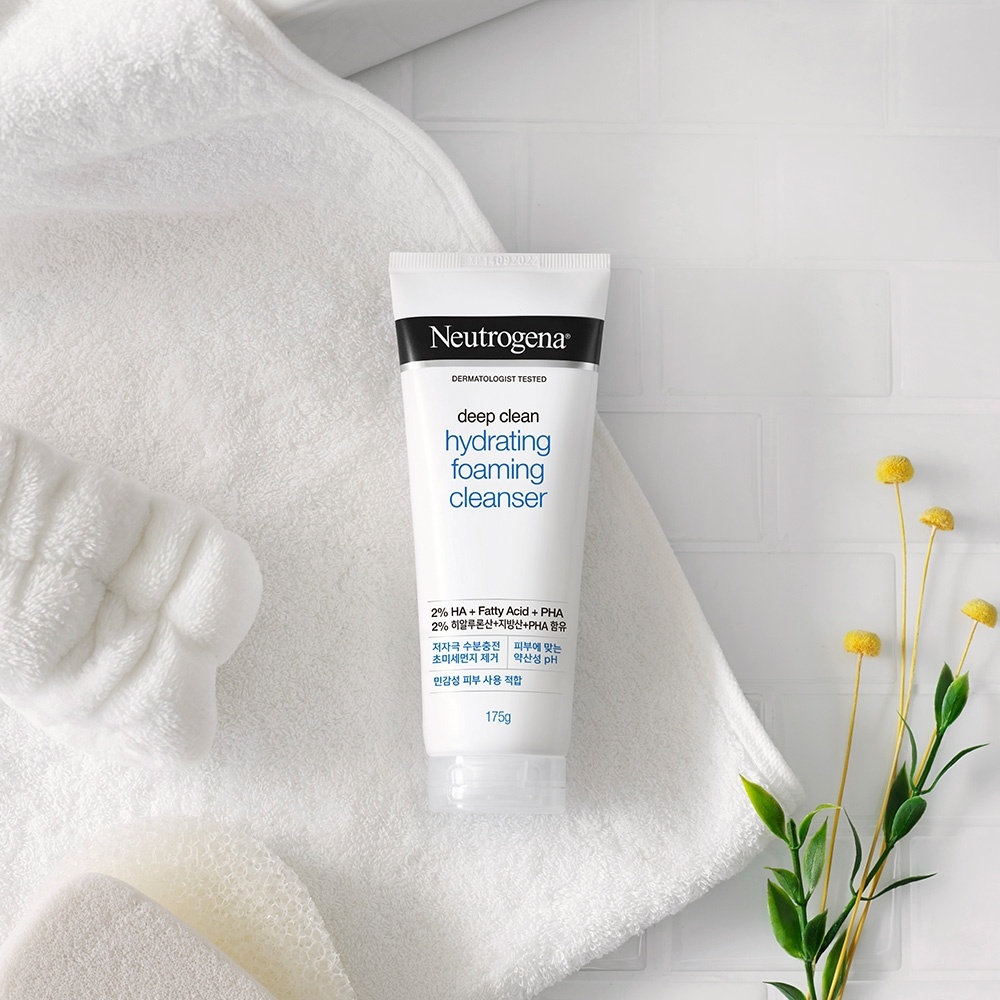 Neutrogena®
DERMATOLOGIST TESTED
deep clean
hydrating
foaming
cleanser
2% HA + Fatty Acid + PHA
2% 히알루론산+지방산+PHA 함유
저자극 수분충전
초미세먼지 제거
피부에 맞는
약산성 pH
민감성 피부 사용 적합
175g